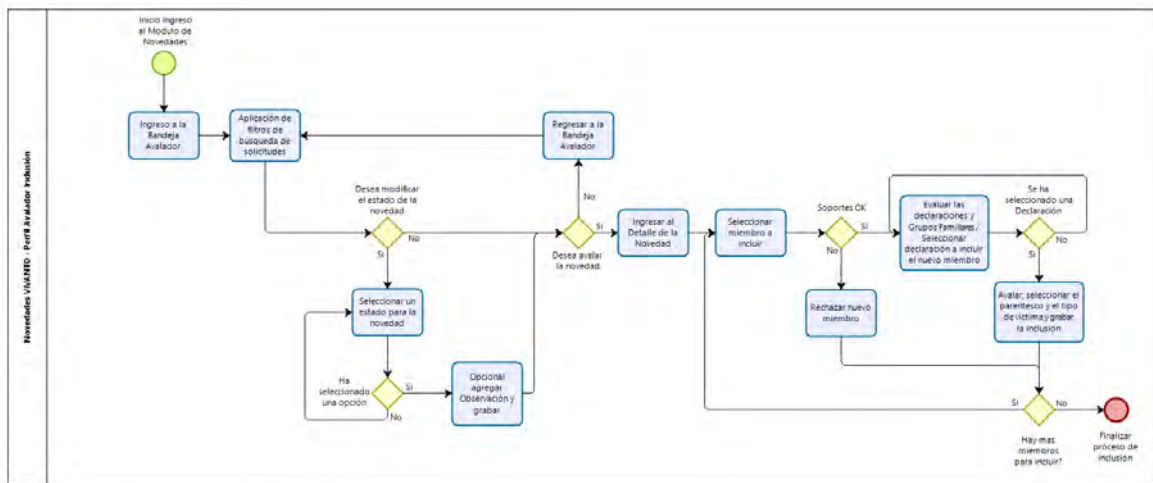 Novedades VIVANTO - Perfil Avalador Inclusión
Inicio Ingreso
al Modulo de
Novedades
Ingreso a la
Bandeja
Avalador
Aplicación de
filtros de
busqueda de
solicitudes
Regresar a la
Bandeja
Avalador
Desea modificar
el estado de la
novedad
No
Si
No
Si
Desea avalar
la novedad
Ingresar al
Detalle de la
Novedad
Seleccionar
miembro a
incluir
Soportes OK
Si
No
Evaluar las
declaraciones y
Grupos Familiares /
Seleccionar
declaración a incluir
el nuevo miembro
Se ha
seleccionado una
Declaración
No
Si
Seleccionar un
estado para la
novedad
Rechazar nuevo
miembro
Avalar, seleccionar el
parentesco y el tipo
de victima y grabar
la inclusión
Ha
seleccionado
una opción
Si
No
Opcional
agregar
Observación y
grabar
Si
No
Hay mas
miembros
para incluir?
Finalizar
proceso de
inclusión